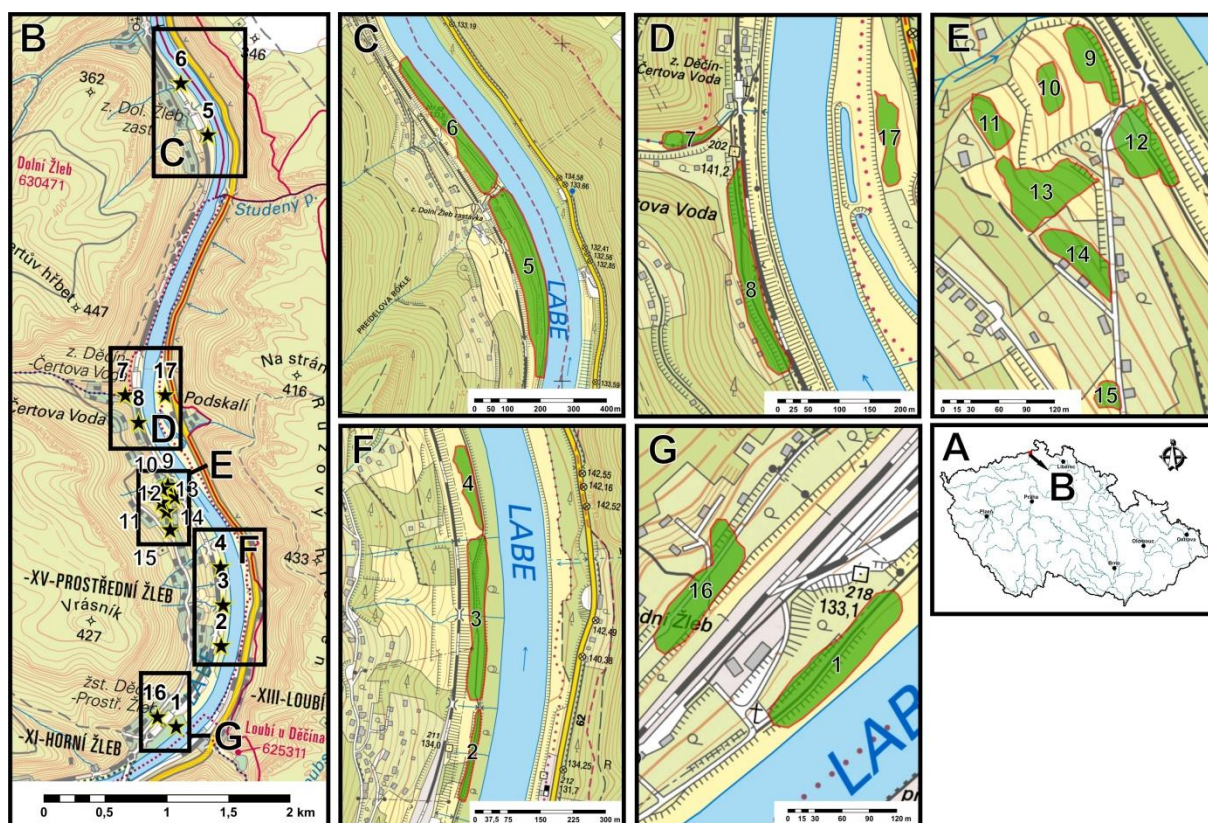 B
346
6
362
z. Dol. Žleb
zast.
5
C
Dolní Žleb
630471
Studený p.
ertův hřbet
447
z. Děčín-
Čertova Voda
Na strán
416
7
17
8
Podskalí
Čertova Voda
D
10
9
E
12
13
11
14
15
4
F
433
-XV-PROSTŘEDNÍ ŽLEB
3
Vrásník
427
2
žst. Děčín
-Prostř. Žleb
16
1
-XIII-LOUBÍ
-XI-HORNÍ ŽLEB
G
Loubí u Děčína
625311
0
0,5
1
1,5
2 km
C
133,19
6
134,58
133,66
z. Dolní Žleb zastávka
132,41
132,56
132,85
5
LABE
PREIDELOVA ROKLE
133,59
0 50 100 200 300 400 m
D
z. Děčín-
Čertova Voda
7
202
141,2
17
rtova Voda
8
0 25 50 100 150 200 m
E
9
10
11
12
13
14
15
0 15 30 60 90 120 m
F
4
142,55
142,16
142,52
LABE
3
142,49
140,38
62
211
134,0
2
134,25
212
131,7
0 37,5 75 150 225 300 m
G
16
dní Žleb
218
133,1
1
LAB
0 15 30 60 90 120 m
A
B
Liberec
Praha
Plzeň
Olomouc
Ostrava
Brno